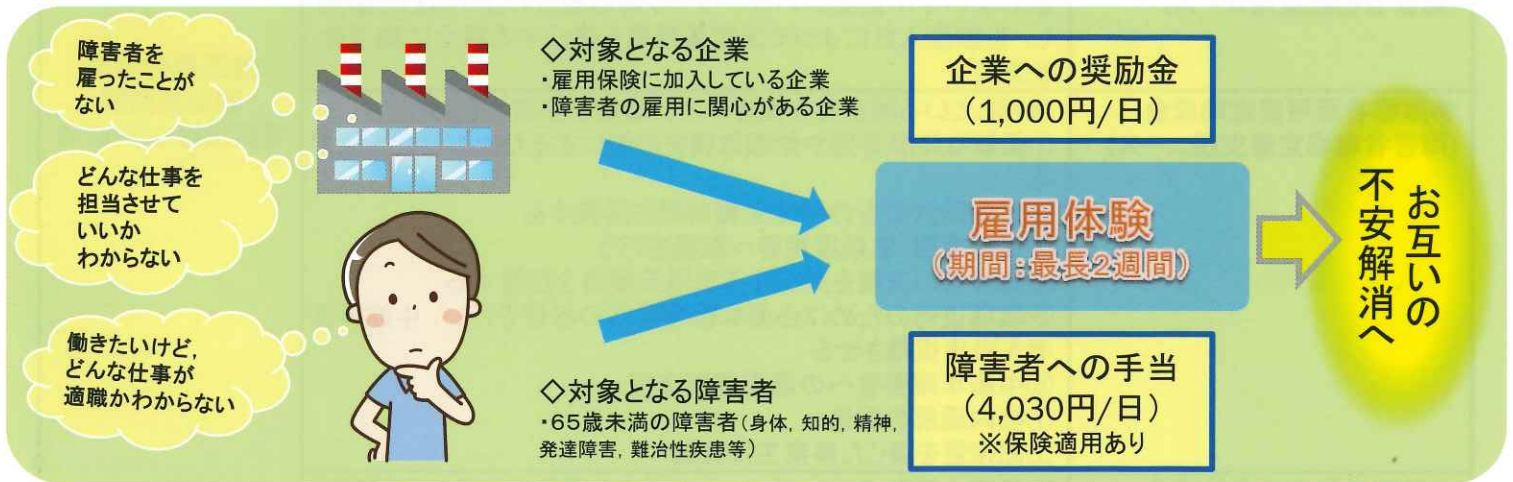 障害者を
雇ったことが
ない
どんな仕事を
担当させて
いいか
わからない
働きたいけど,
どんな仕事が
適職かわからない
◇対象となる企業
・雇用保険に加入している企業
・障害者の雇用に関心がある企業
◇対象となる障害者
・65歳未満の障害者(身体, 知的, 精神,
発達障害, 難治性疾患等)
企業への奨励金
(1,000円/日)
雇用体験
(期間:最長2週間)
障害者への手当
(4,030円/日)
※保険適用あり
お互いの
不安解消へ